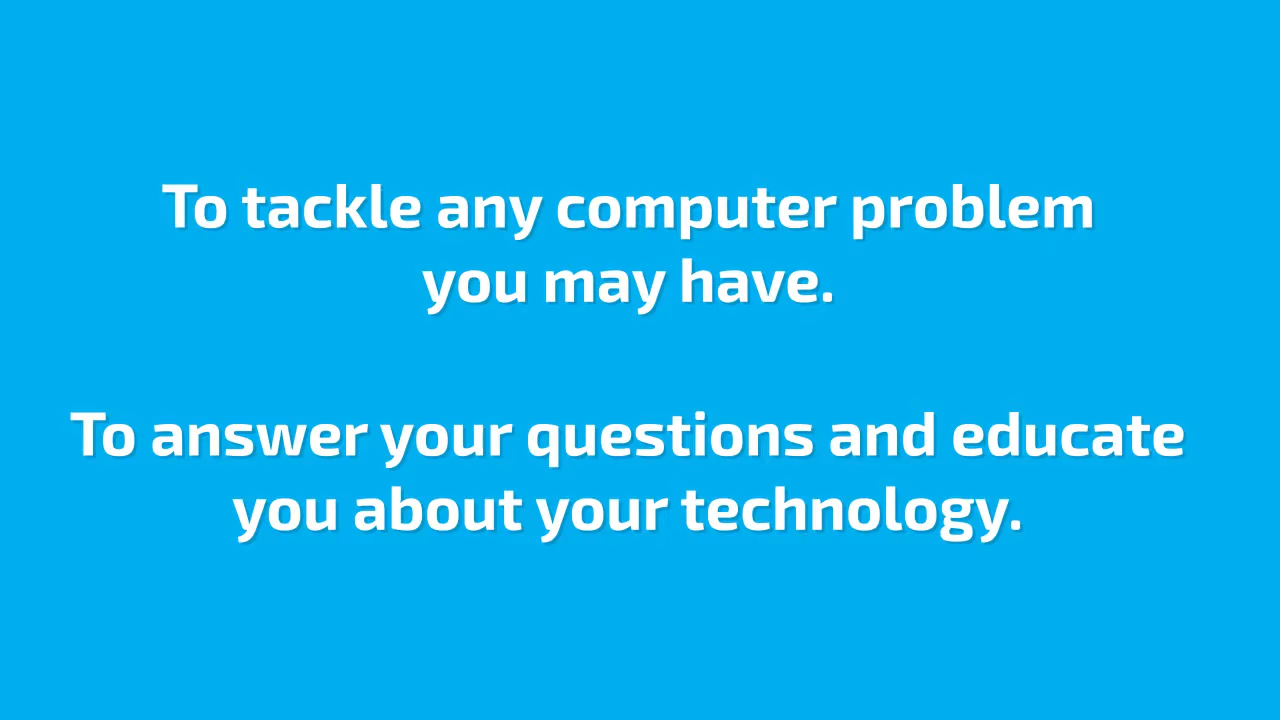 To tackle any computer problem
you may have.
To answer your questions and educate
you about your technology.